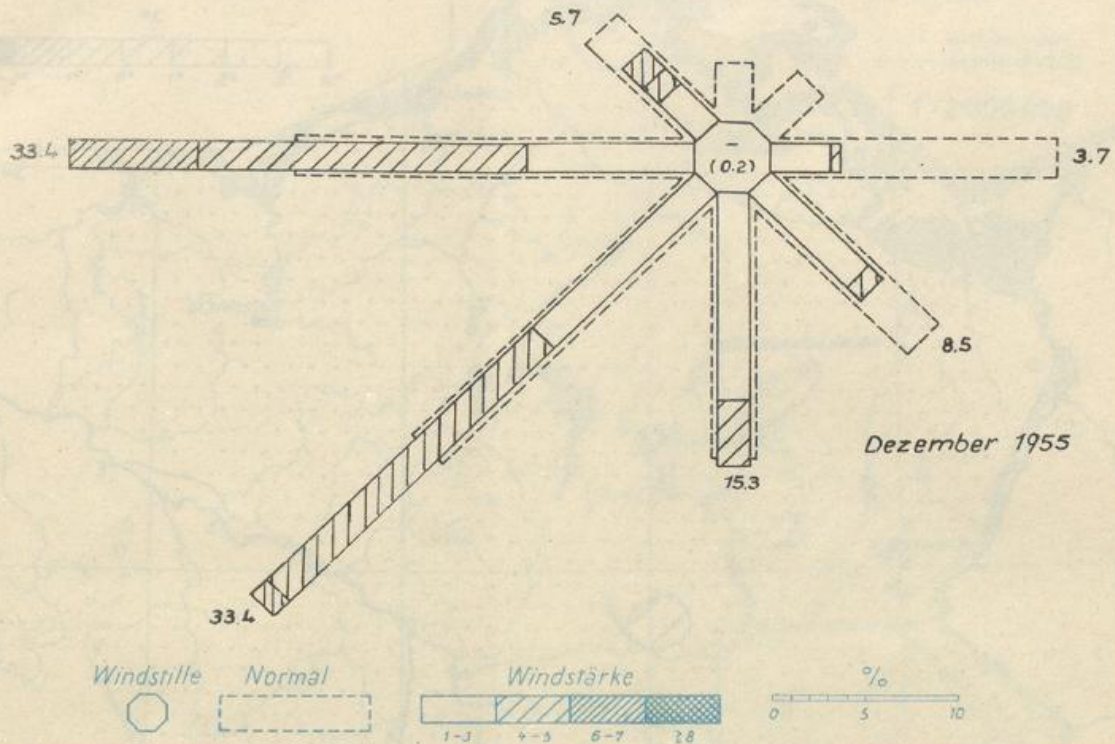 5.7
33.4
–
(0.2)
3.7
8.5
Dezember 1955
15.3
33.4
Windstille Normal Windstärke %
1-3 4-5 6-7 ≥8
0 5 10